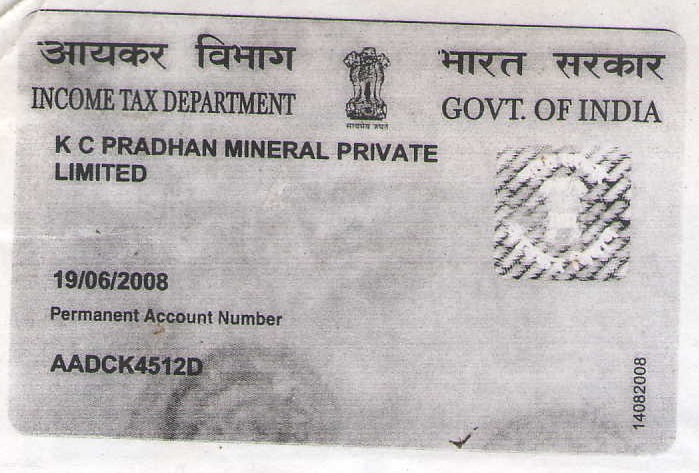 आयकर विभाग
भारत सरकार
INCOME TAX DEPARTMENT
GOVT. OF INDIA
सत्यमेव जयते
K C PRADHAN MINERAL PRIVATE
LIMITED
19/06/2008
Permanent Account Number
AADCK4512D
14082008